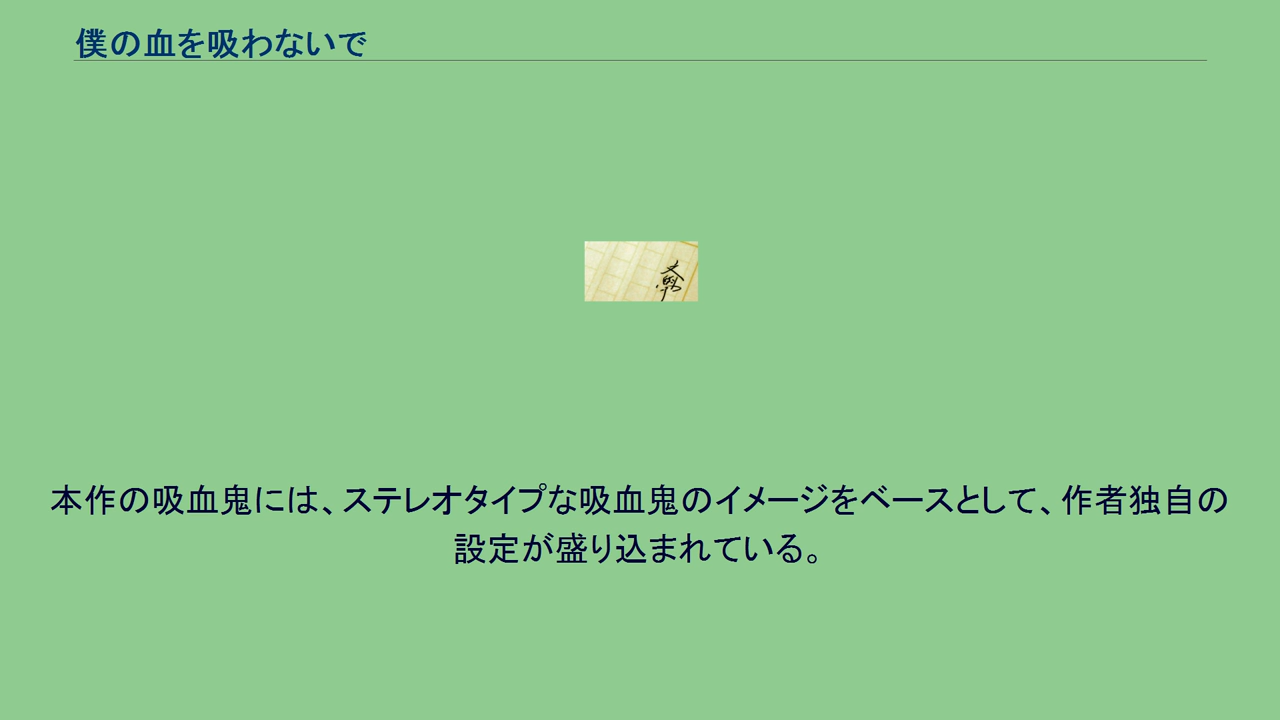 僕の血を吸わないで
本作の吸血鬼には、ステレオタイプな吸血鬼のイメージをベースとして、作者独自の
設定が盛り込まれている。